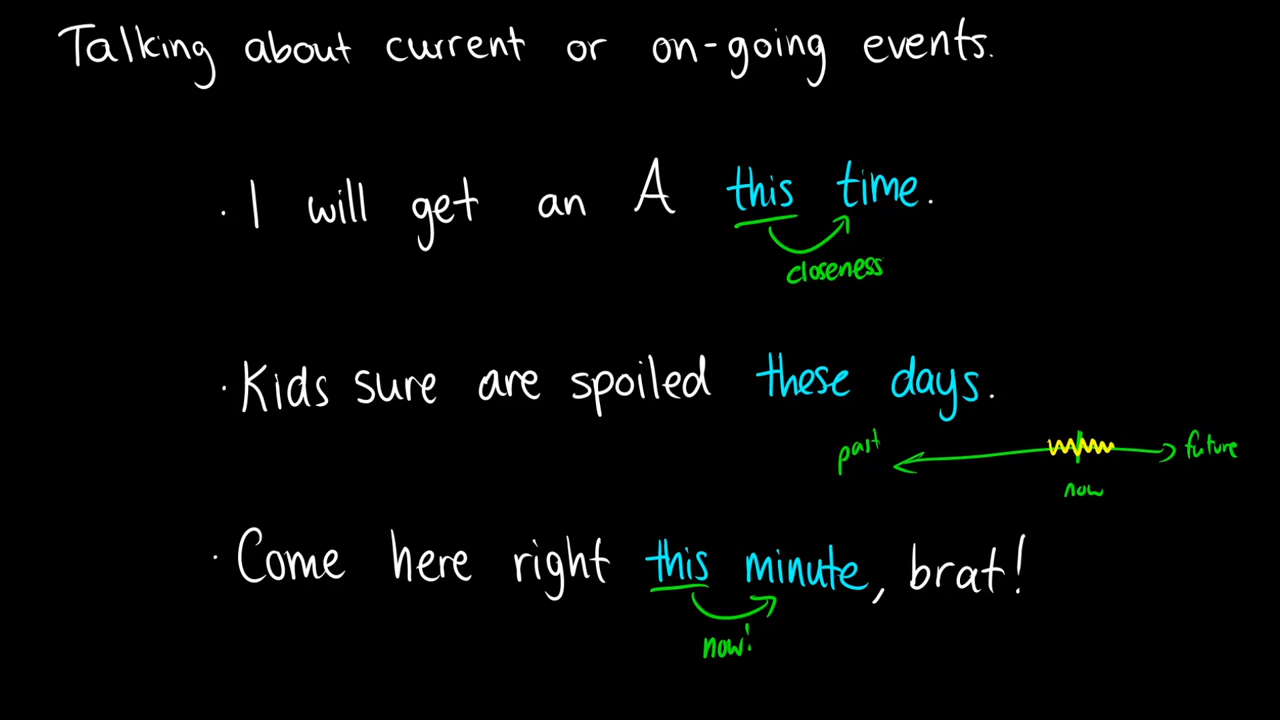 Talking about current or on-going events.
· I will get an A this time.
closeness
· Kids sure are spoiled these days.
past future
now
· Come here right this minute, brat!
now!